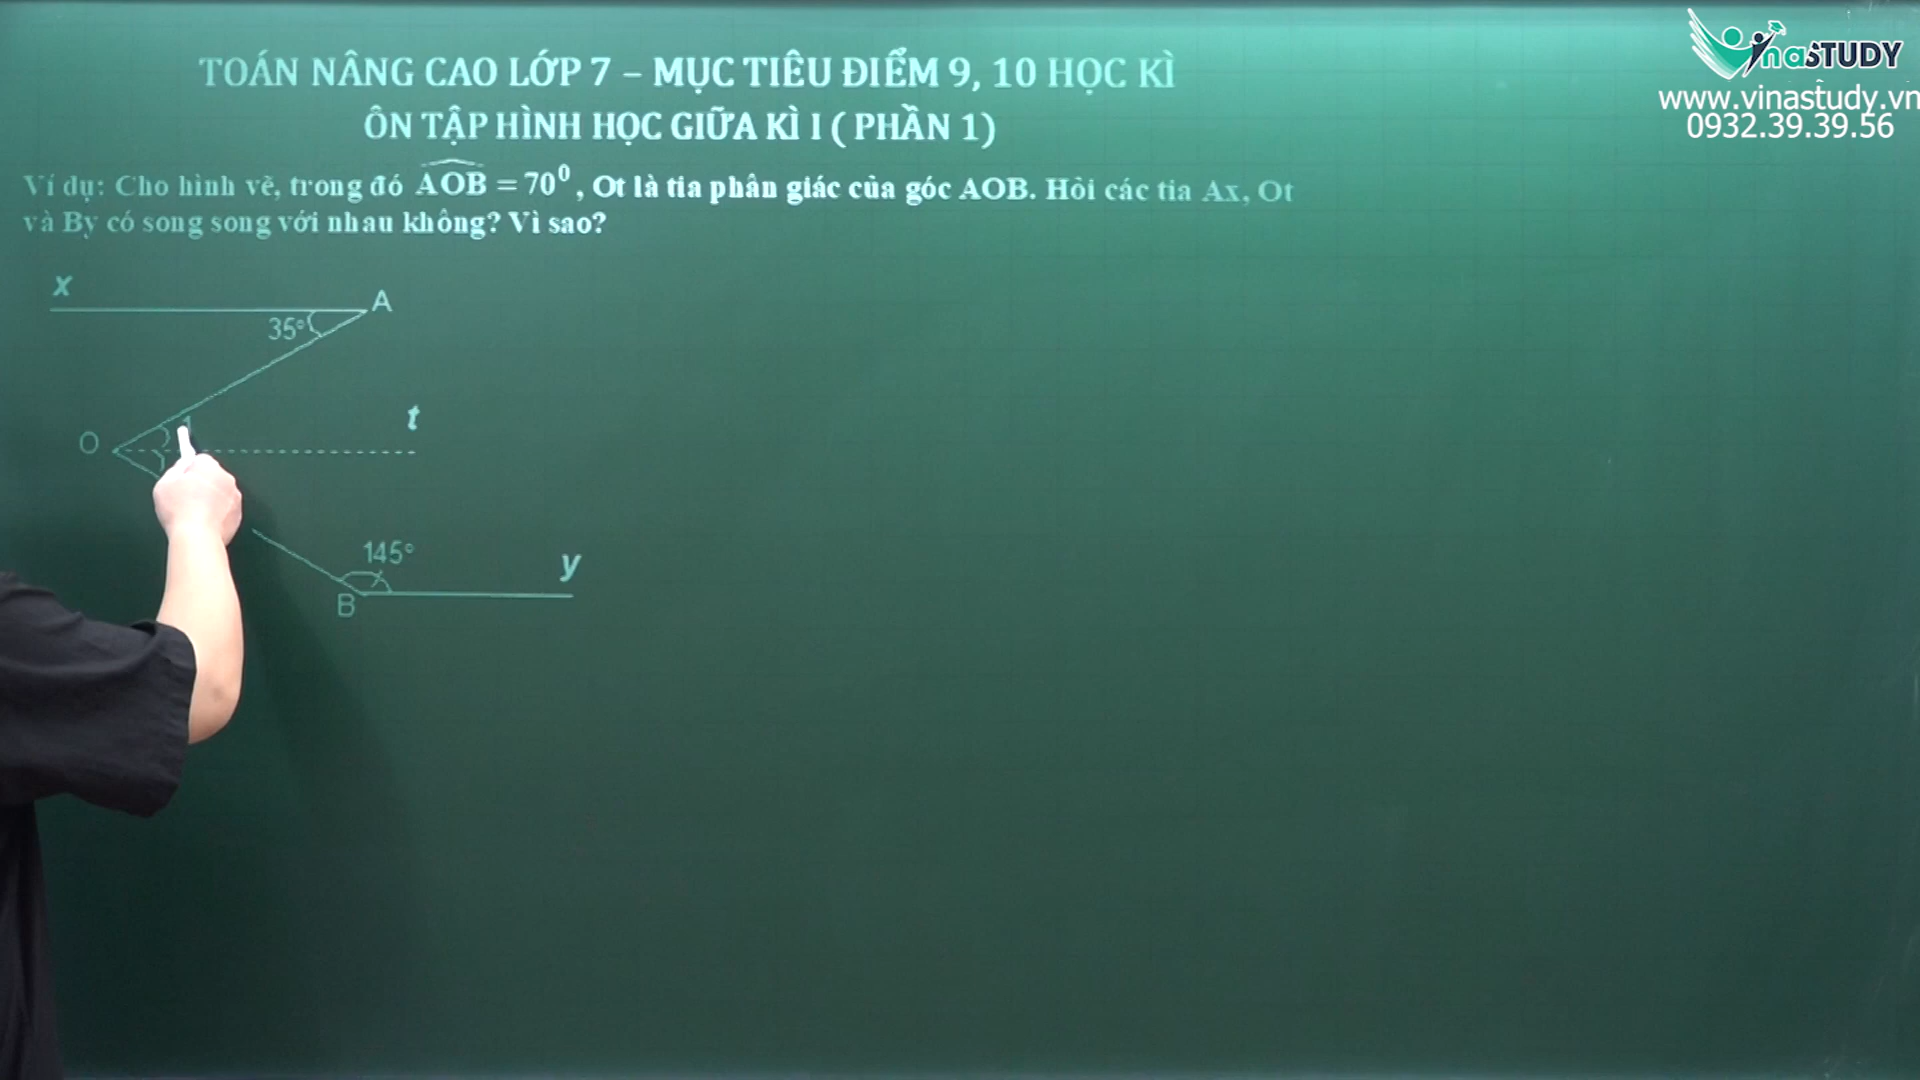 VinaSTUDY
www.vinastudy.vn
0932.39.39.56
TOÁN NÂNG CAO LỚP 7 – MỤC TIÊU ĐIỂM 9, 10 HỌC KÌ
ÔN TẬP HÌNH HỌC GIỮA KÌ I ( PHẦN 1)
Ví dụ: Cho hình vẽ, trong đó AOB = 70⁰ , Ot là tia phân giác của góc AOB. Hỏi các tia Ax, Ot
và By có song song với nhau không? Vì sao?
x
A
35°
t
1
O
145°
y
B